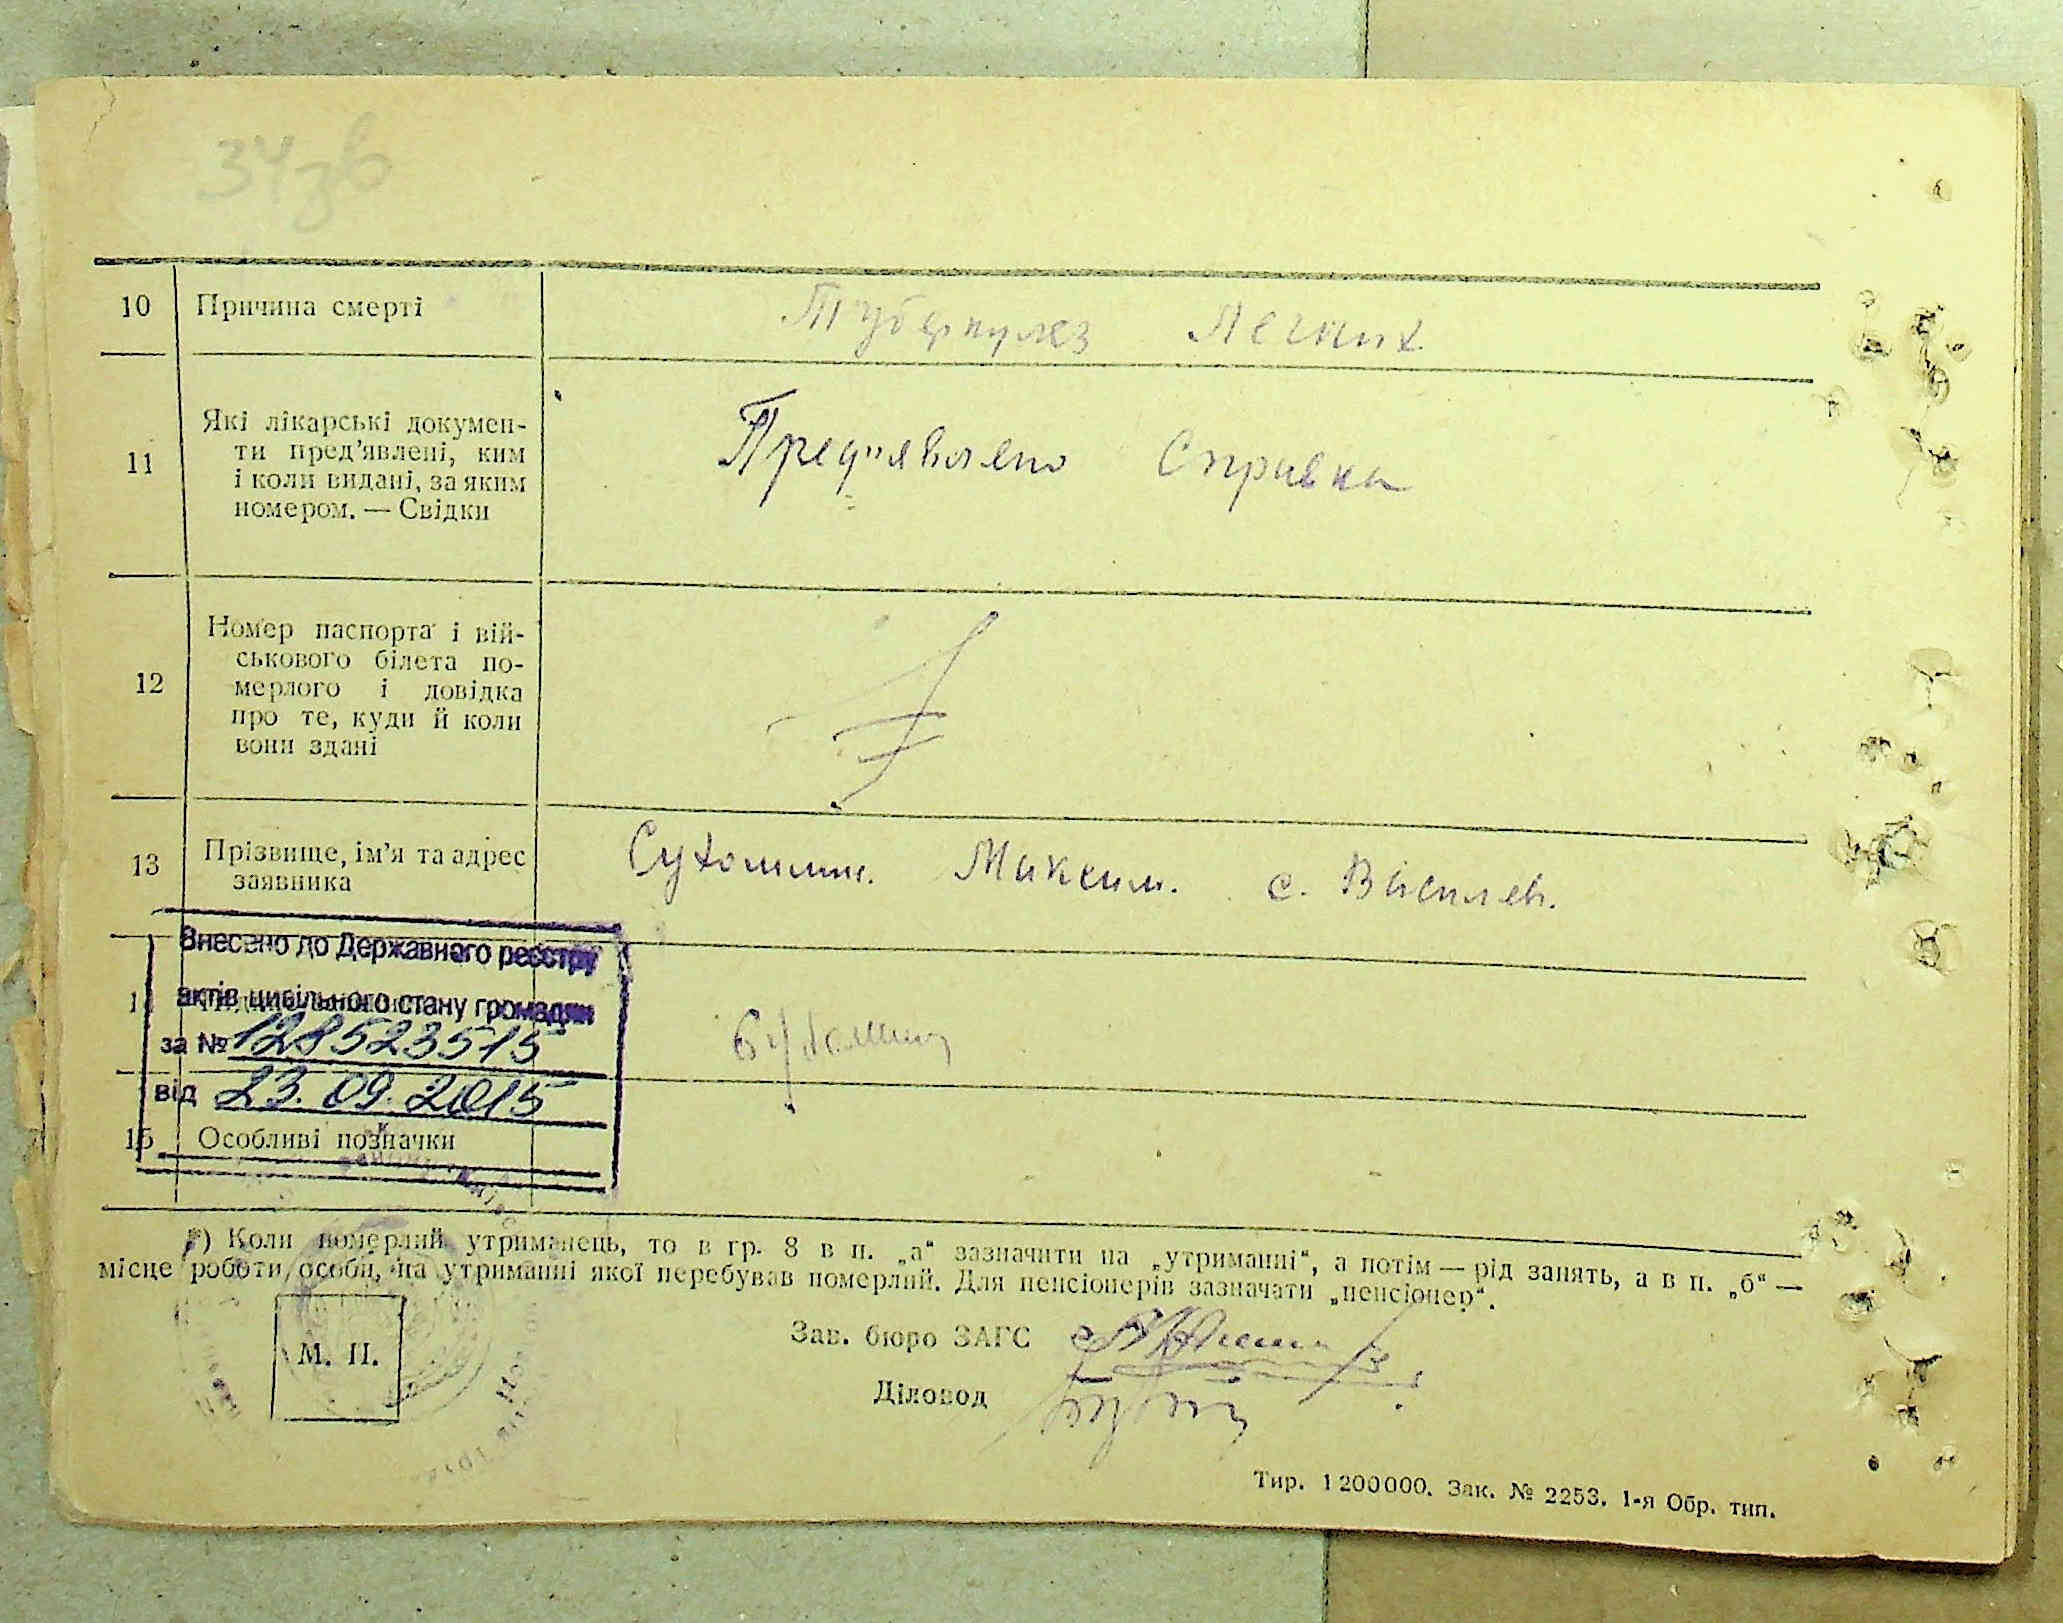 34зв
10 Причина смерті Туберкулез Легких
11 Які лікарські докумен-
ти пред'явлені, ким
і коли видані, за яким
номером. — Свідки
Пред'явлено Справка
12 Номер паспорта і вій-
ськового білета по-
мерлого і довідка
про те, куди й коли
вони здані
13 Прізвище, ім'я та адрес
заявника
Сухомлин. Максим. с. Василев.
Внесено до Державного реєстру
актів цивільного стану громадян
за № 128523515
від 23.09.2015
14
15 Особливі позначки
*) Коли померлий утриманець, то в гр. 8 в п. „а“ зазначити на „утриманні“, а потім — рід занять, а в п. „б“ —
місце роботи особи, на утриманні якої перебував померлий. Для пенсіонерів зазначати „пенсіонер“.
М. П.
Зав. бюро ЗАГС
Діловод
Тир. 1200000. Зак. № 2253. 1-я Обр. тип.